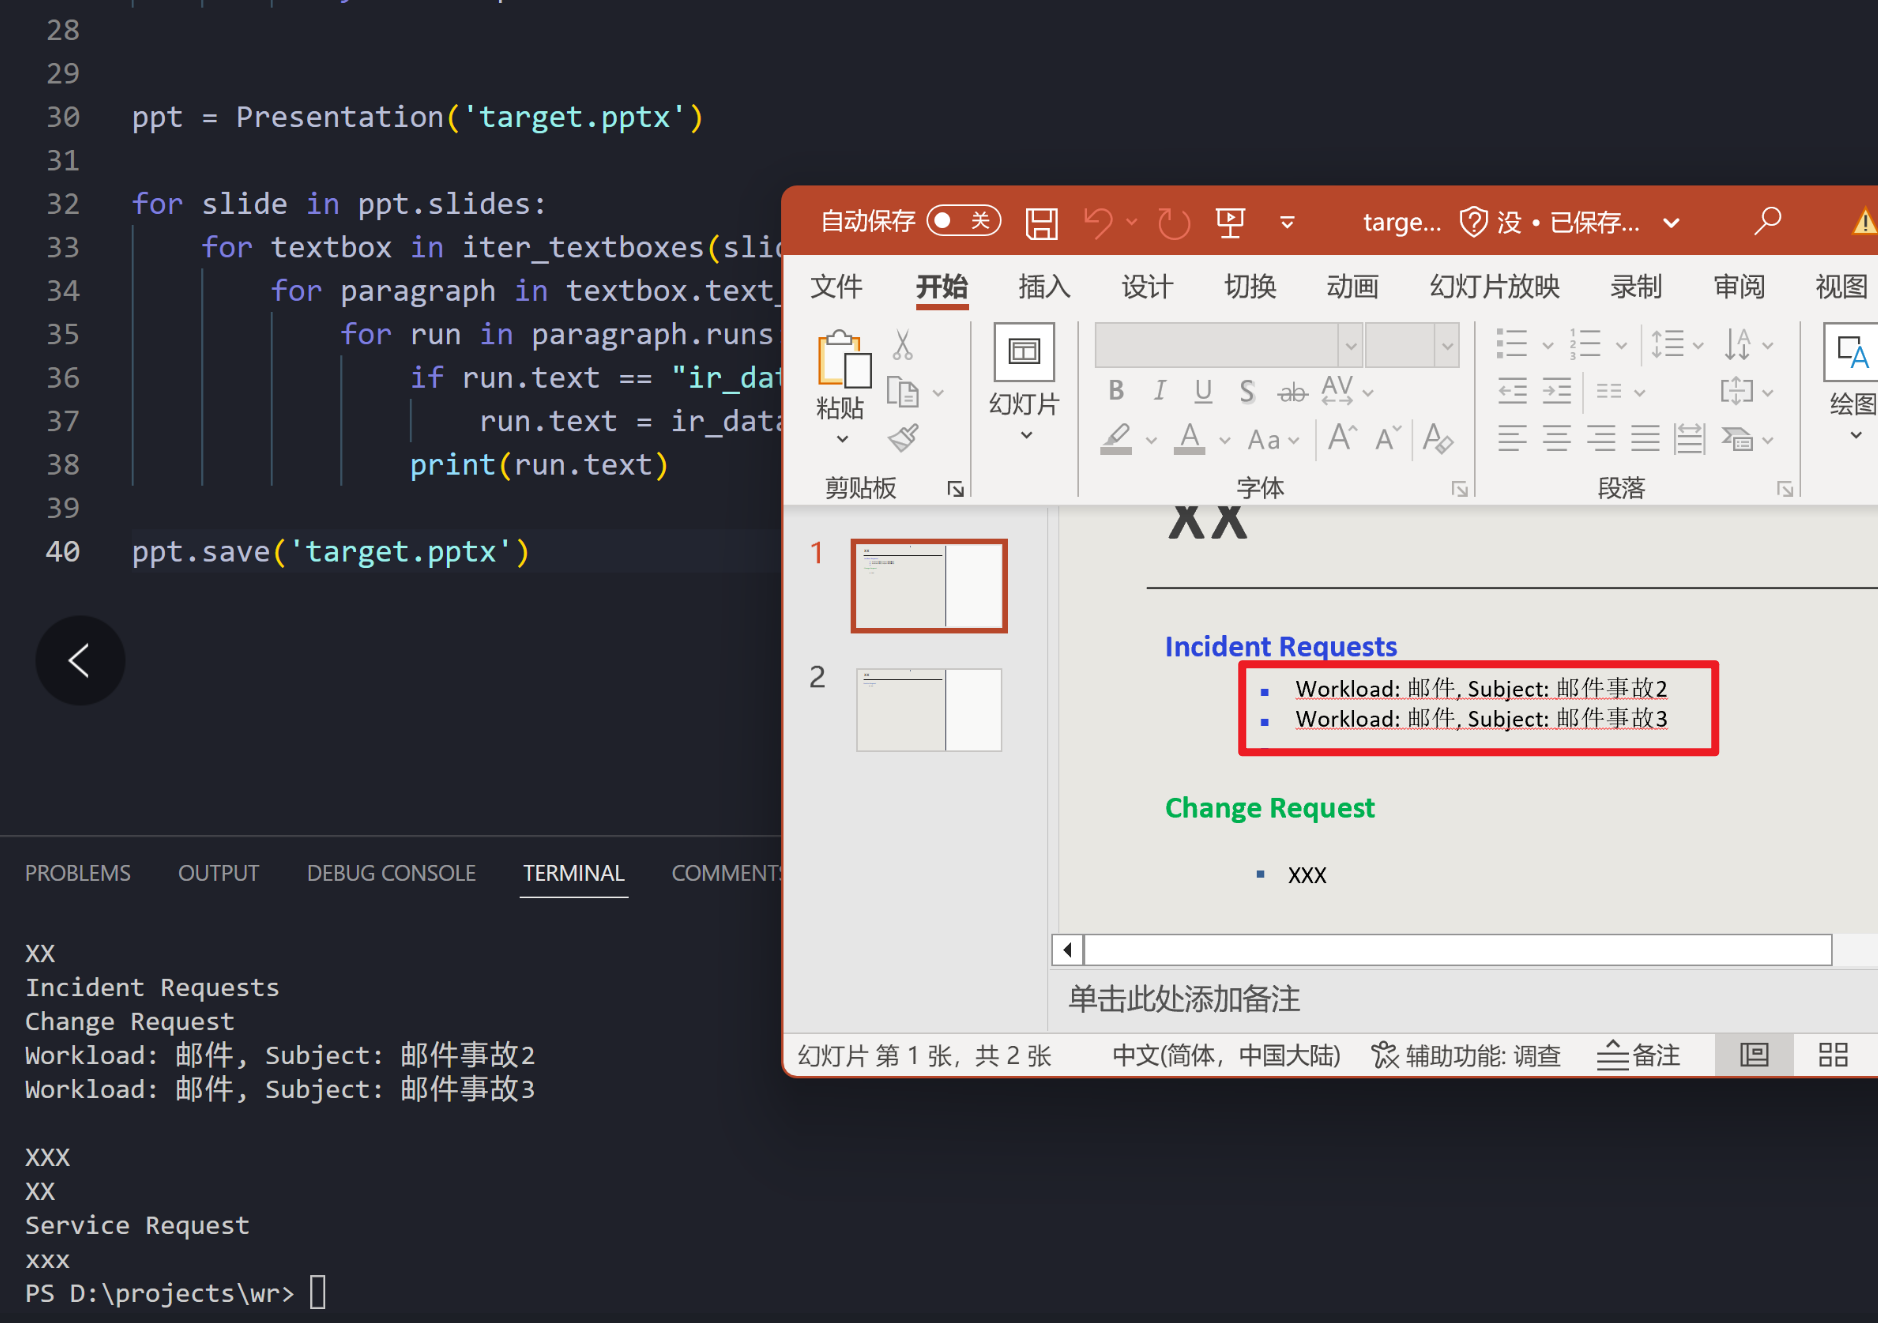 28
29
30 ppt = Presentation('target.pptx')
31
32 for slide in ppt.slides:
33 for textbox in iter_textboxes(slid
34 for paragraph in textbox.text_
35 for run in paragraph.runs:
36 if run.text == "ir_dat
37 run.text = ir_data
38 print(run.text)
39
40 ppt.save('target.pptx')
PROBLEMS OUTPUT DEBUG CONSOLE TERMINAL COMMENTS
XX
Incident Requests
Change Request
Workload: 邮件, Subject: 邮件事故2
Workload: 邮件, Subject: 邮件事故3
XXX
XX
Service Request
xxx
PS D:\projects\wr>
自动保存 关 targe... 没 • 已保存...
文件 开始 插入 设计 切换 动画 幻灯片放映 录制 审阅 视图
粘贴 幻灯片 绘图
B I U S ab AV
A Aa A A A
剪贴板 字体 段落
1
2
XX
Incident Requests
▪ Workload: 邮件, Subject: 邮件事故2
▪ Workload: 邮件, Subject: 邮件事故3
Change Request
▪ XXX
单击此处添加备注
幻灯片 第 1 张，共 2 张 中文(简体，中国大陆) 辅助功能: 调查 备注